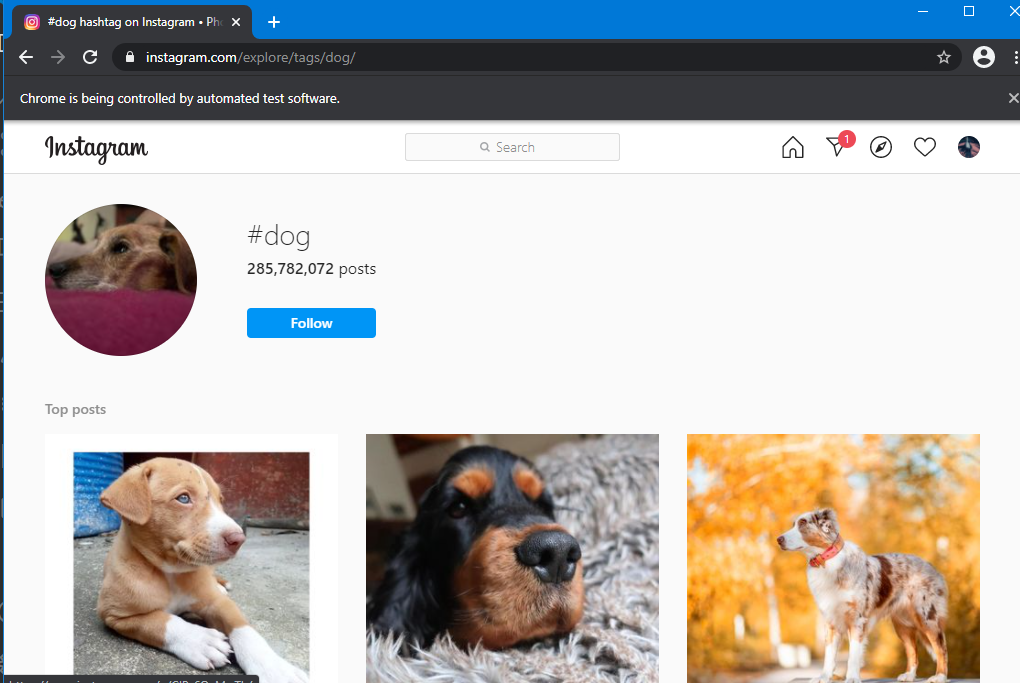 #dog hashtag on Instagram • Ph
instagram.com/explore/tags/dog/
Chrome is being controlled by automated test software.
Instagram
Search
1
#dog
285,782,072 posts
Follow
Top posts